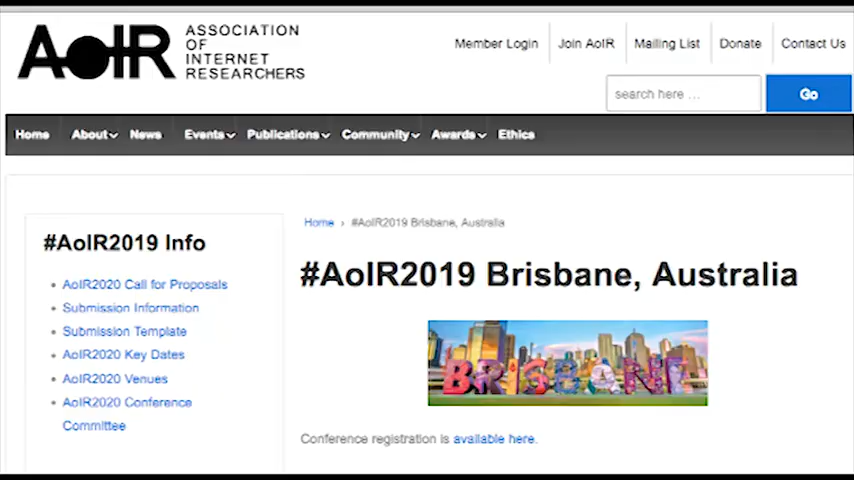 AoIR
ASSOCIATION
OF
INTERNET
RESEARCHERS
Member Login
Join AoIR
Mailing List
Donate
Contact Us
search here ...
Go
Home
About
News
Events
Publications
Community
Awards
Ethics
#AoIR2019 Info
AoIR2020 Call for Proposals
Submission Information
Submission Template
AoIR2020 Key Dates
AoIR2020 Venues
AoIR2020 Conference
Committee
Home › #AoIR2019 Brisbane, Australia
#AoIR2019 Brisbane, Australia
BRISBANE
Conference registration is available here.